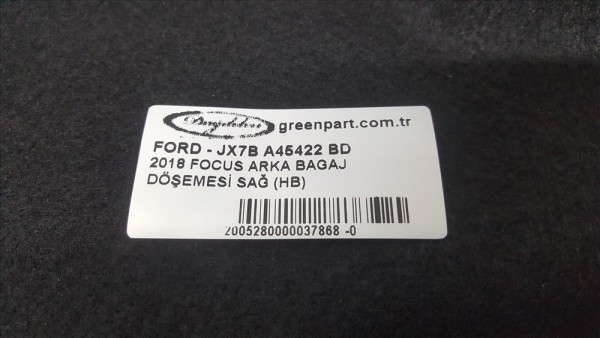 greenpart.com.tr
FORD - JX7B A45422 BD
2018 FOCUS ARKA BAGAJ
DÖŞEMESİ SAĞ (HB)
2005280000037868 -0